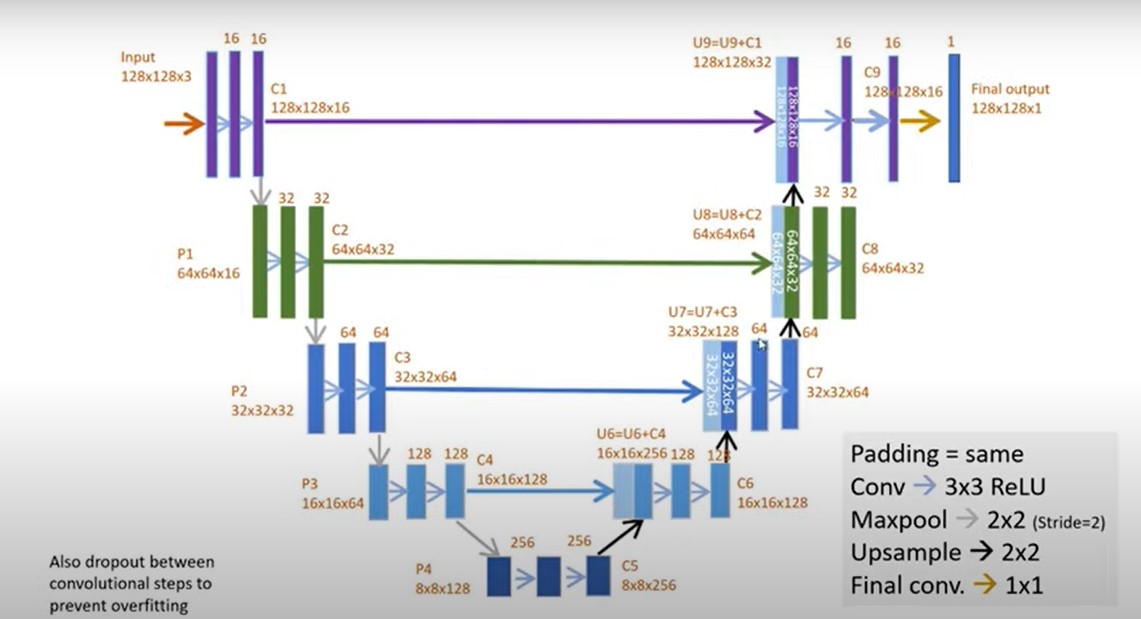 Input
128x128x3
16 16
C1
128x128x16
U9=U9+C1
128x128x32
128x128x16
128x128x16
16
16
C9
128x128x16
1
Final output
128x128x1
P1
64x64x16
32
32
C2
64x64x32
U8=U8+C2
64x64x64
64x64x32
64x64x32
32 32
C8
64x64x32
P2
32x32x32
64 64
C3
32x32x64
U7=U7+C3
32x32x128
32x32x64
32x32x64
64
64
C7
32x32x64
P3
16x16x64
128 128
C4
16x16x128
U6=U6+C4
16x16x256 128
128
C6
16x16x128
P4
8x8x128
256
256
C5
8x8x256
Also dropout between
convolutional steps to
prevent overfitting
Padding = same
Conv → 3x3 ReLU
Maxpool → 2x2 (Stride=2)
Upsample → 2x2
Final conv. → 1x1